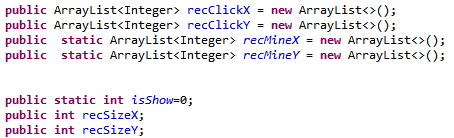 public ArrayList<Integer> recClickX = new ArrayList<>();
public ArrayList<Integer> recClickY = new ArrayList<>();
public  static ArrayList<Integer> recMineX = new ArrayList<>();
public  static ArrayList<Integer> recMineY = new ArrayList<>();
public static int isShow=0;
public int recSizeX;
public int recSizeY;